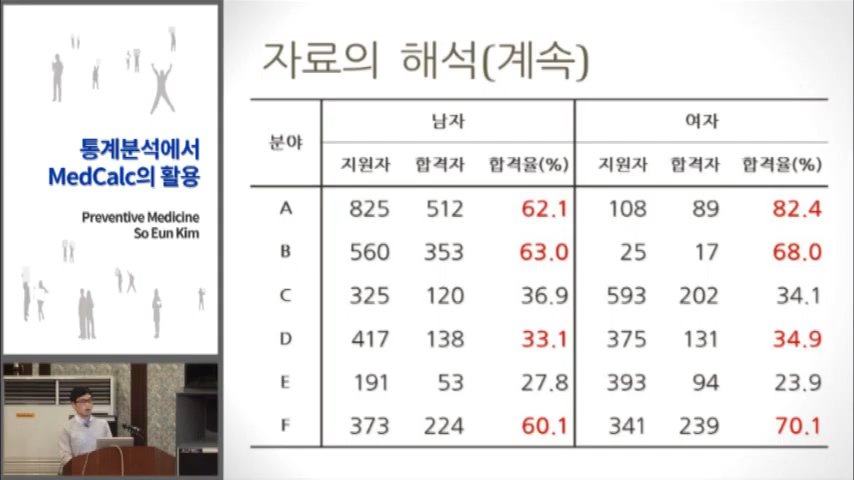 통계분석에서
MedCalc의 활용
Preventive Medicine
So Eun Kim
자료의 해석(계속)
분야 남자 여자
지원자 합격자 합격율(%) 지원자 합격자 합격율(%)
A 825 512 62.1 108 89 82.4
B 560 353 63.0 25 17 68.0
C 325 120 36.9 593 202 34.1
D 417 138 33.1 375 131 34.9
E 191 53 27.8 393 94 23.9
F 373 224 60.1 341 239 70.1